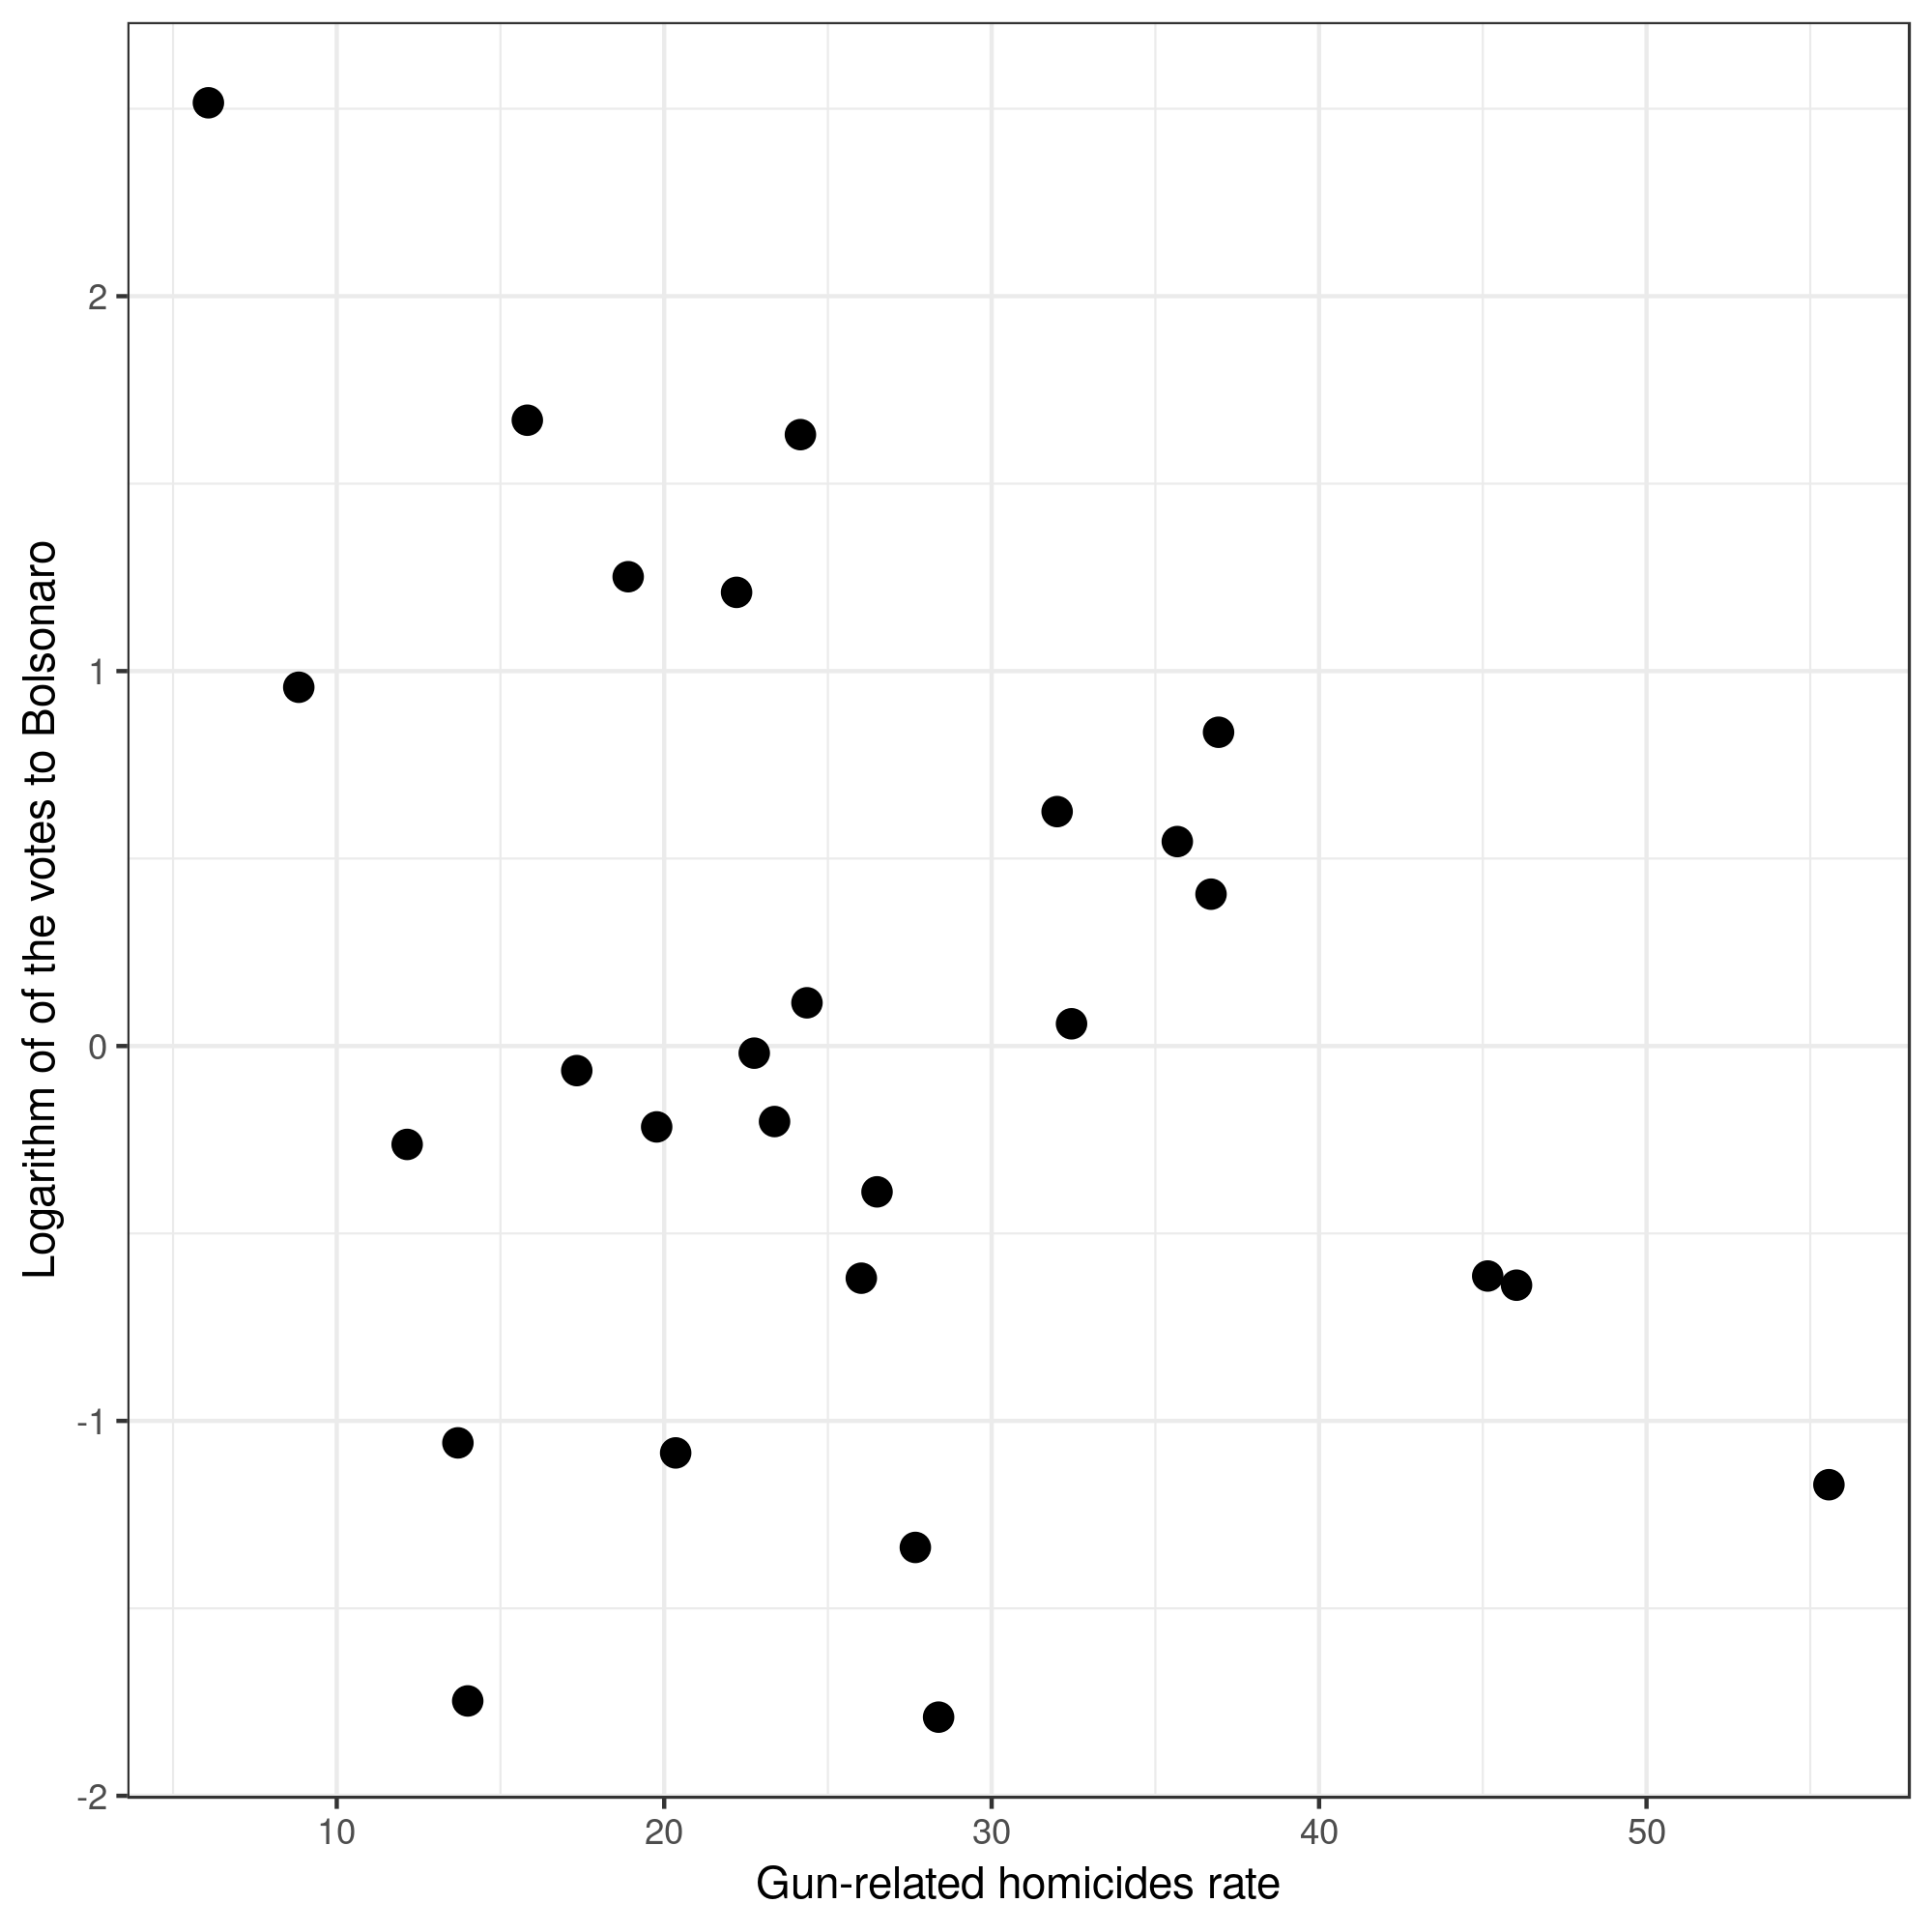 Logarithm of of the votes to Bolsonaro
2
1
0
-1
-2
10 20 30 40 50
Gun-related homicides rate